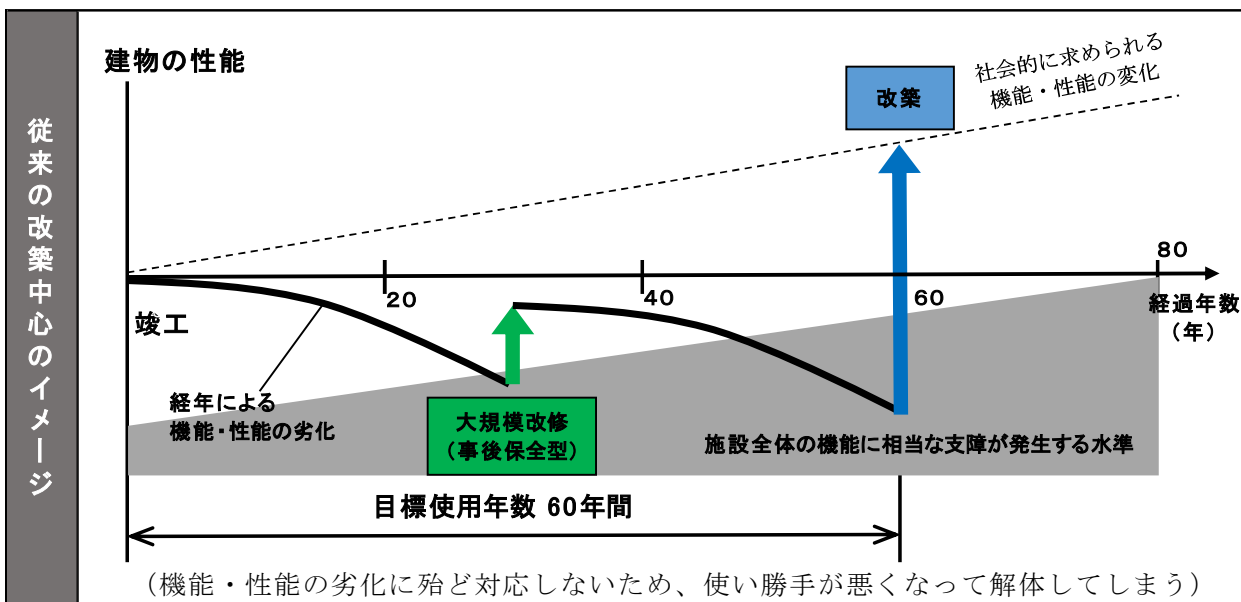 従来の改築中心のイメージ
建物の性能
社会的に求められる
機能・性能の変化
改築
80
20
40
60
経過年数
（年）
竣工
経年による
機能・性能の劣化
大規模改修
（事後保全型）
施設全体の機能に相当な支障が発生する水準
目標使用年数 60年間
（機能・性能の劣化に殆ど対応しないため、使い勝手が悪くなって解体してしまう）